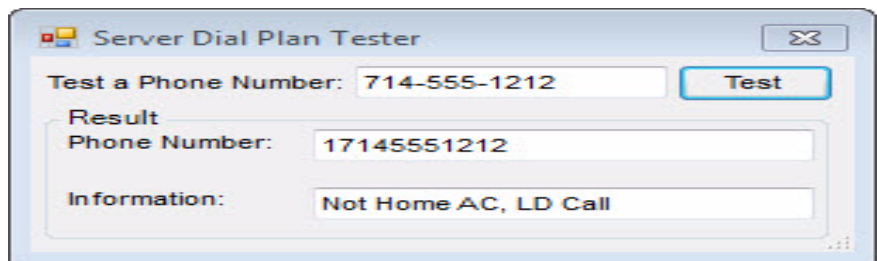 Server Dial Plan Tester
Test a Phone Number: 714-555-1212 Test
Result
Phone Number: 17145551212
Information: Not Home AC, LD Call